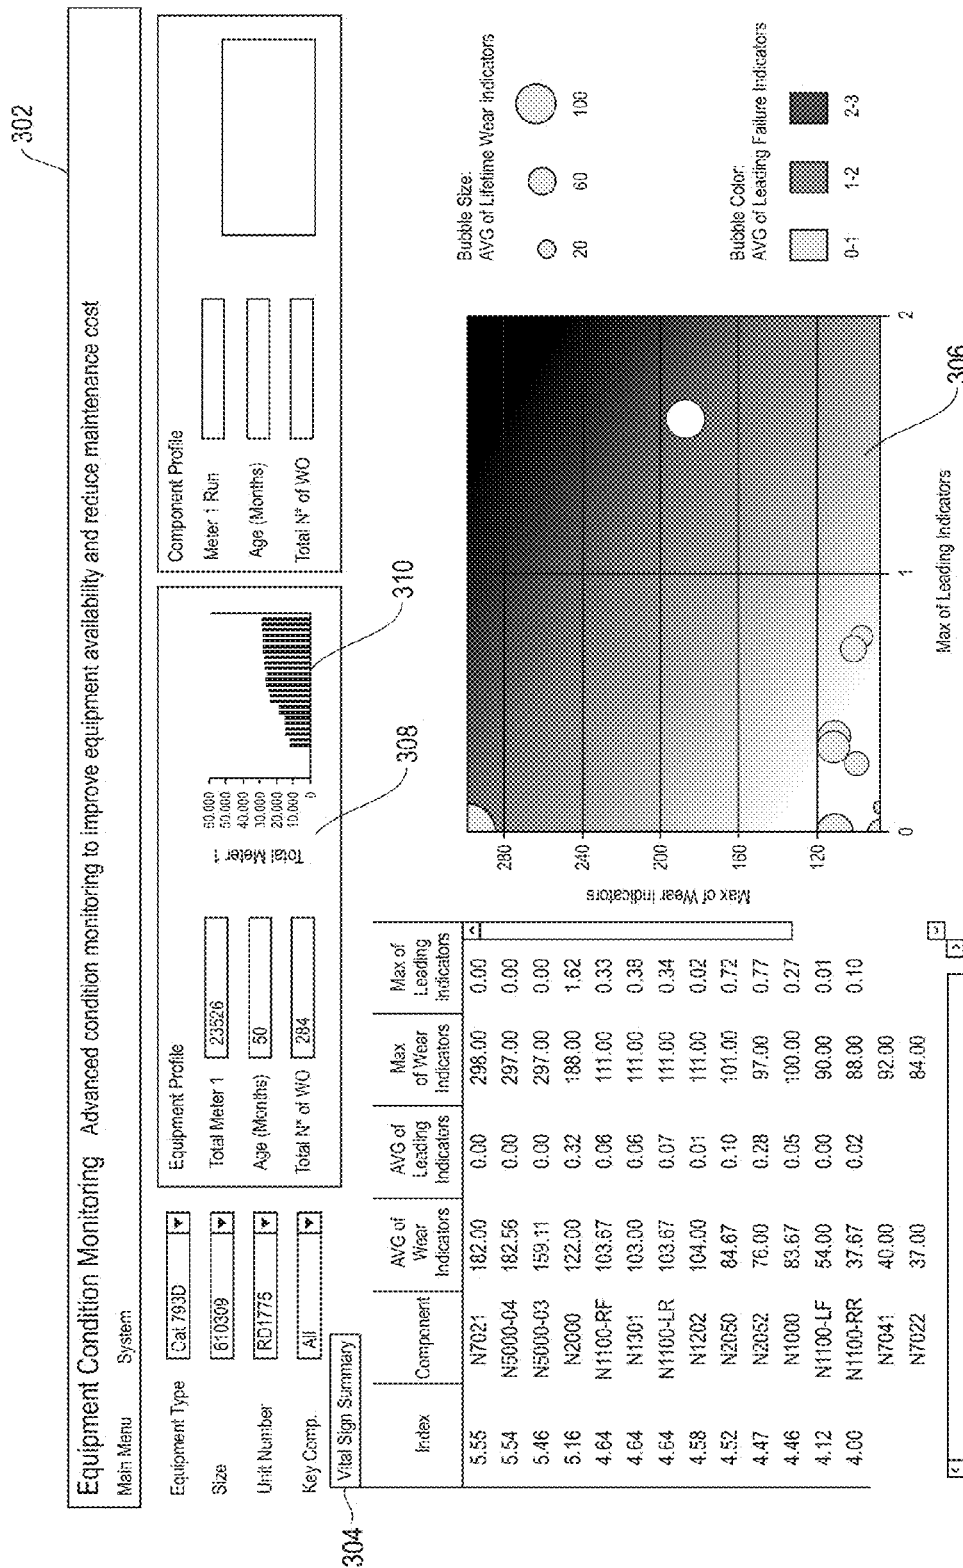 302
Equipment Condition Monitoring Advanced condition monitoring to improve equipment availability and reduce maintenance cost
Main Menu System
Equipment Type Cat 793D
Size 610309
Unit Number RD1775
Key Comp. All
Equipment Profile
Total Meter 1 23526
Age (Months) 50
Total N° of WO 284
Total Meter 1
60.000
50.000
40.000
30.000
20.000
10.000
0
308
310
Component Profile
Meter 1 Run
Age (Months)
Total N° of WO
304
Vital Sign Summary
Index Component AVG of Wear Indicators AVG of Leading Indicators Max of Wear Indicators Max of Leading Indicators
5.55 N7021 182.00 0.00 298.00 0.00
5.54 N5000-04 182.56 0.00 297.00 0.00
5.46 N5000-03 159.11 0.00 297.00 0.00
5.16 N2000 122.00 0.32 188.00 1.62
4.64 N1100-RF 103.67 0.06 111.00 0.33
4.64 N1301 103.00 0.06 111.00 0.38
4.64 N1100-LR 103.67 0.07 111.00 0.34
4.58 N1202 104.00 0.01 111.00 0.02
4.52 N2050 84.67 0.10 101.00 0.72
4.47 N2052 76.00 0.28 97.00 0.77
4.46 N1000 83.67 0.05 100.00 0.27
4.12 N1100-LF 54.00 0.00 90.00 0.01
4.00 N1100-RR 37.67 0.02 88.00 0.10
N7041 40.00 92.00
N7022 37.00 84.00
Max of Wear Indicators
280
200
160
120
0 1 2
Max of Leading Indicators
306
Bubble Size:
AVG of Lifetime Wear Indicators
20 60 100
Bubble Color:
AVG of Leading Failure Indicators
0-1 1-2 2-3